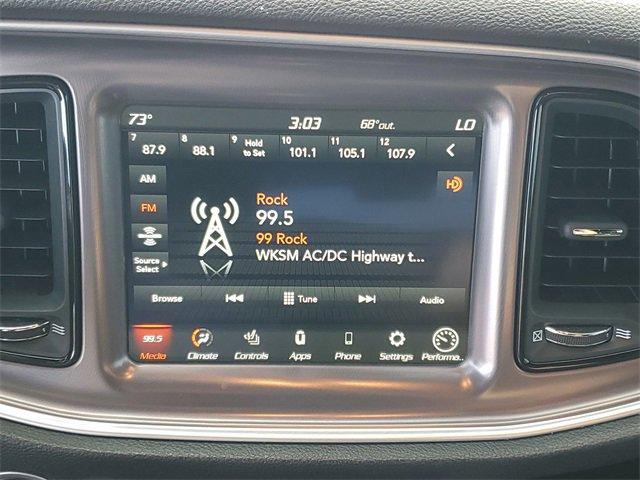 73° 3:03 68°out. LO
7 87.9 8 88.1 9 Hold to Set 10 101.1 11 105.1 12 107.9
AM
HD
Rock
FM
99.5
99 Rock
WKSM AC/DC Highway t...
Source Select
Browse Tune Audio
99.5
Media Climate Controls Apps Phone Settings Performa..